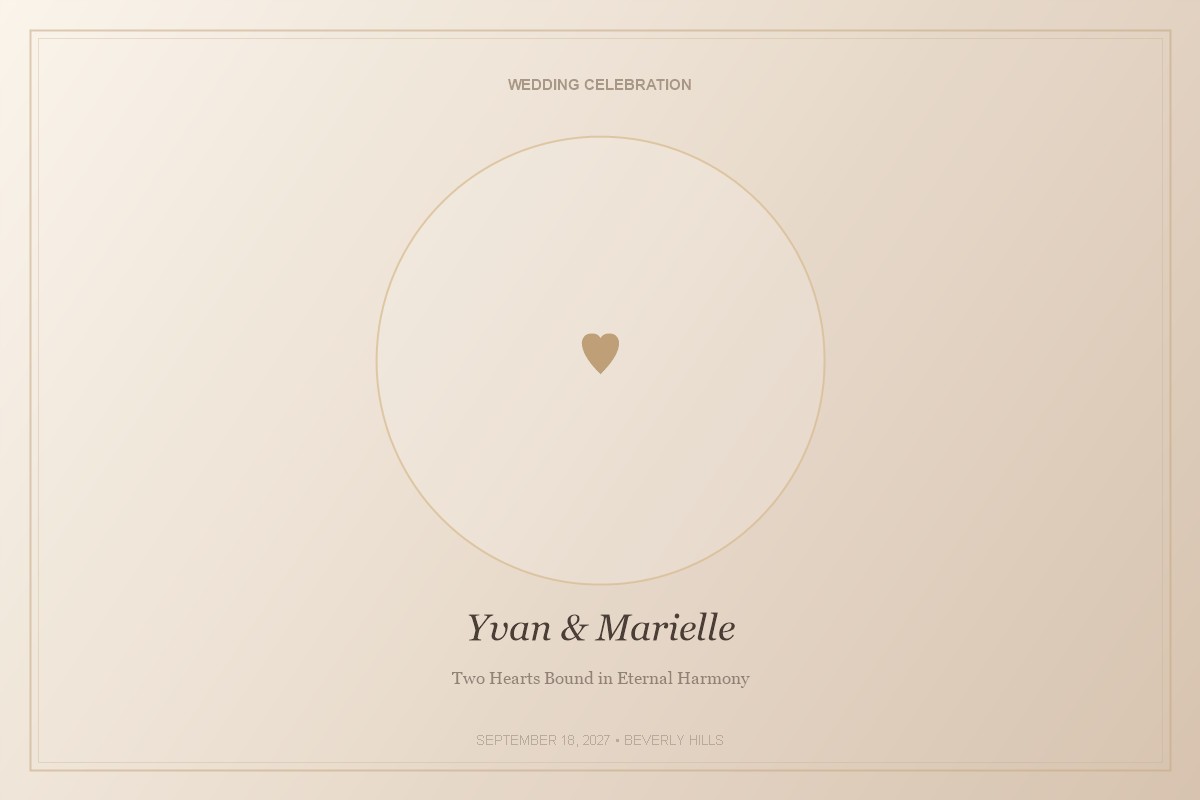 WEDDING CELEBRATION
Yvan & Marielle
Two Hearts Bound in Eternal Harmony
SEPTEMBER 18, 2027 • BEVERLY HILLS